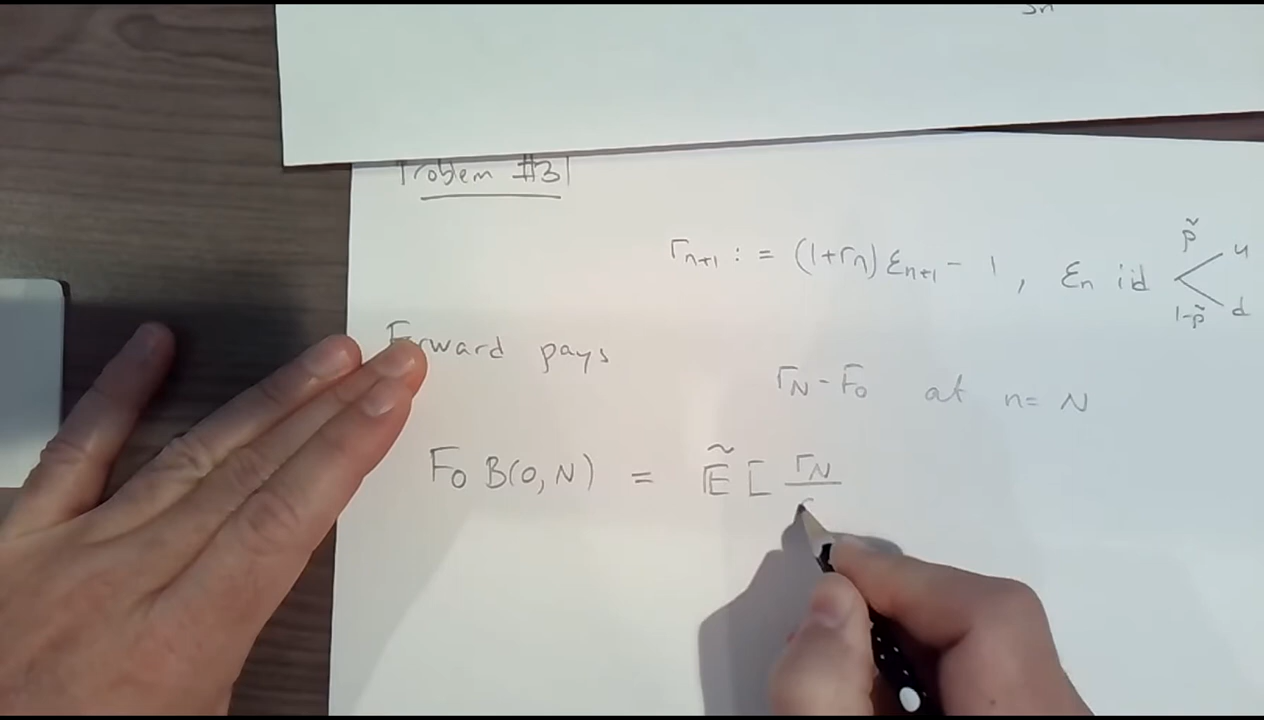 Sn
Problem #3
r_{n+1} := (1+r_n) ε_{n+1} - 1 , ε_n iid p̃ u 1-p̃ d
Forward pays
r_N - F_0 at n = N
F_0 B(0,N) = Ẽ [ r_N